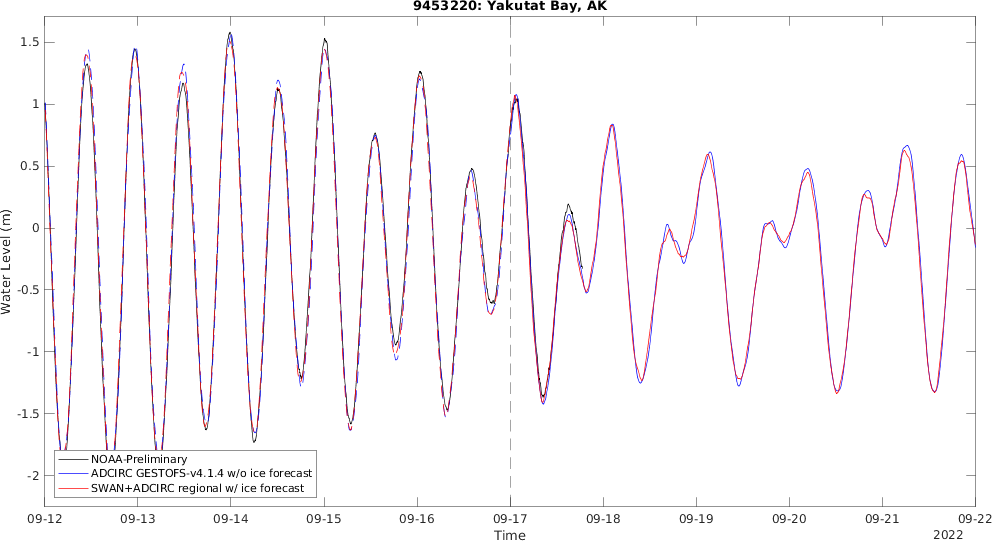 9453220: Yakutat Bay, AK
Water Level (m)
1.5
1
0.5
0
-0.5
-1
-1.5
-2
NOAA-Preliminary
ADCIRC GESTOFS-v4.1.4 w/o ice forecast
SWAN+ADCIRC regional w/ ice forecast
09-12 09-13 09-14 09-15 09-16 09-17 09-18 09-19 09-20 09-21 09-22
Time
2022